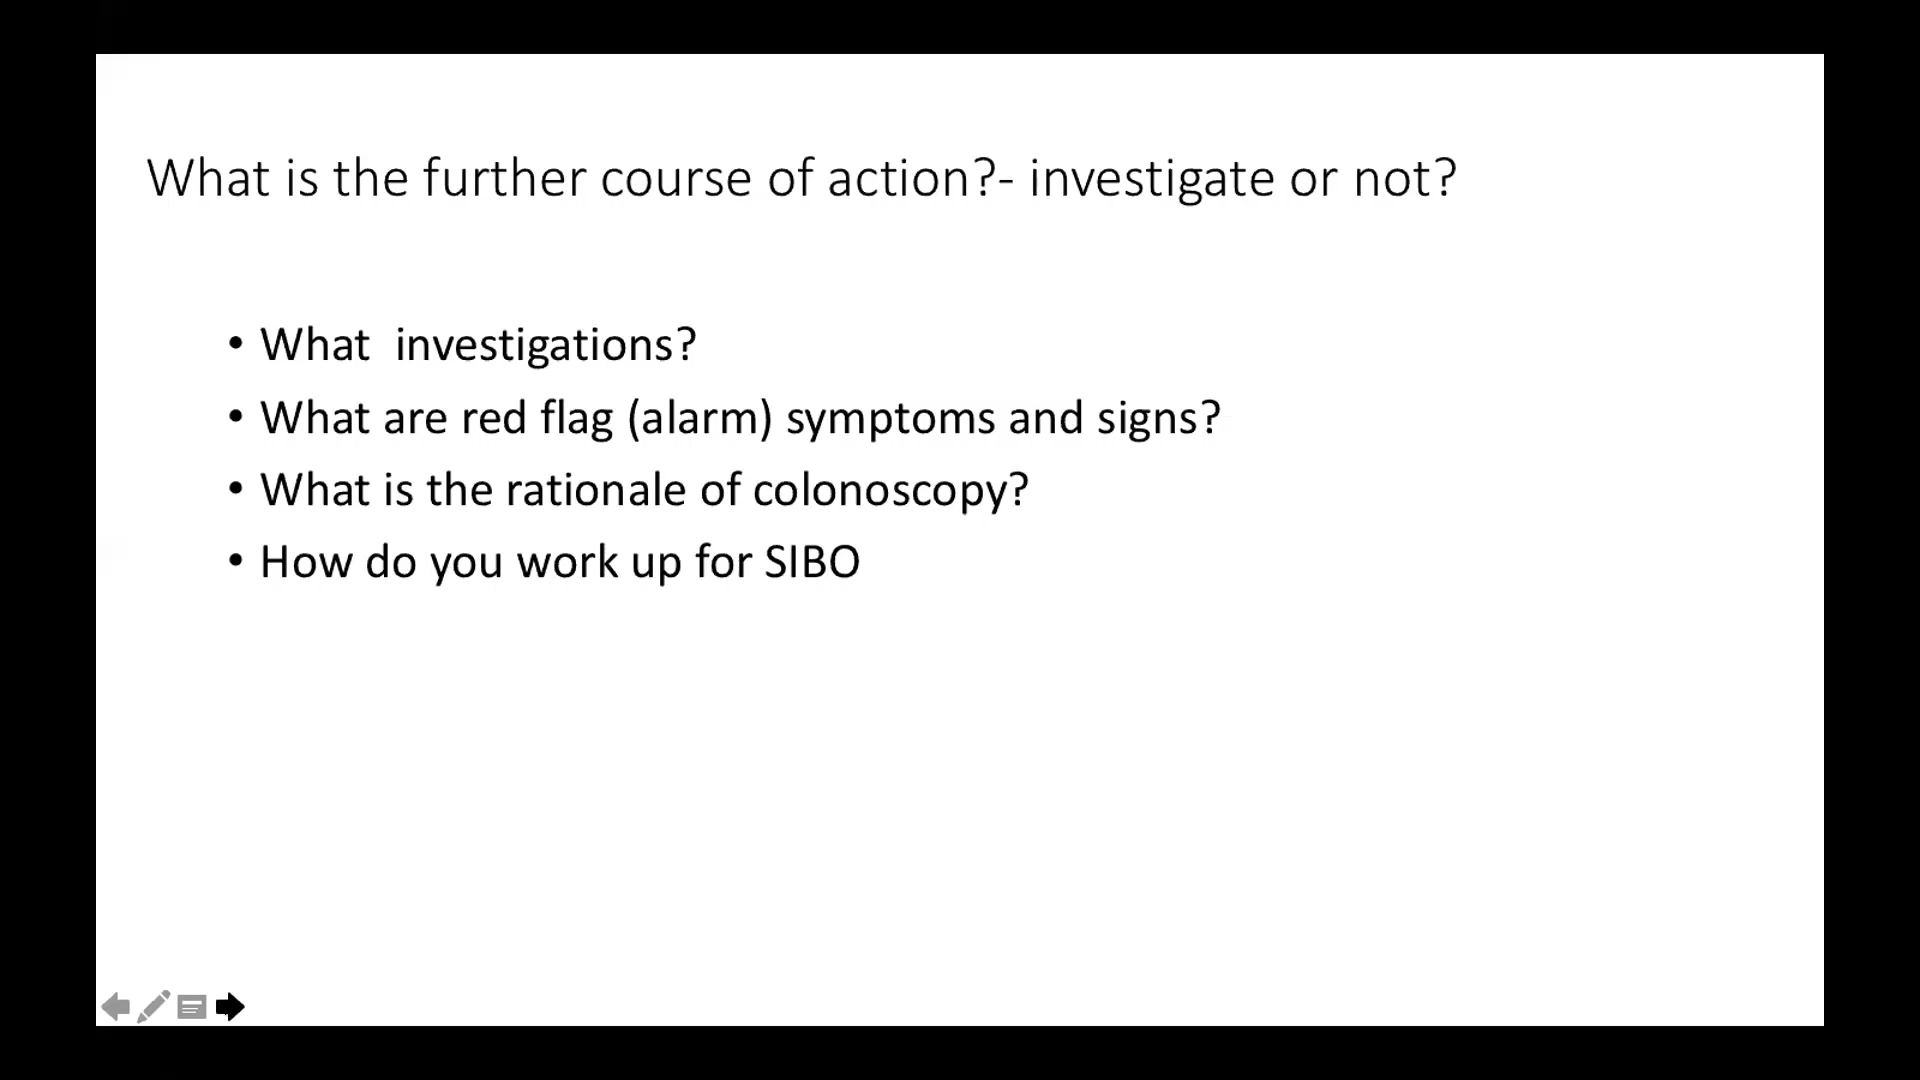 What is the further course of action?- investigate or not?
• What  investigations?
• What are red flag (alarm) symptoms and signs?
• What is the rationale of colonoscopy?
• How do you work up for SIBO